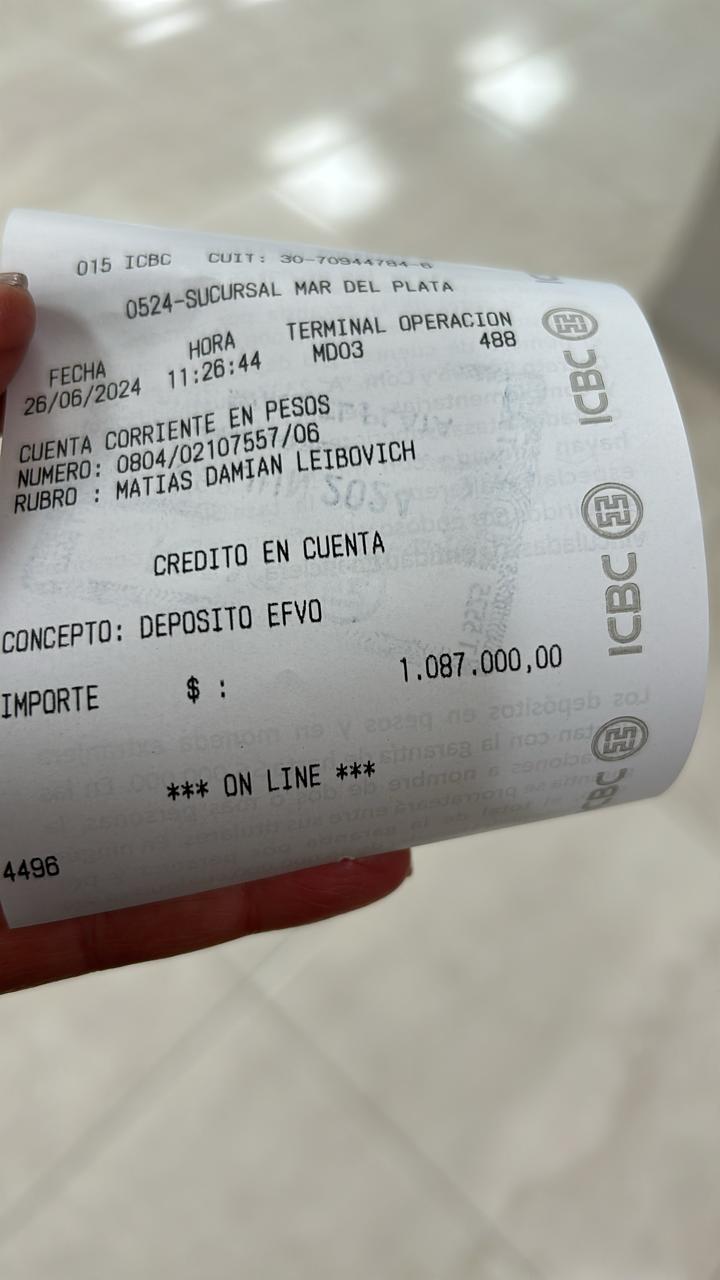 015 ICBC CUIT: 30-70944784-6
0524-SUCURSAL MAR DEL PLATA
FECHA HORA TERMINAL OPERACION
26/06/2024 11:26:44 MD03 488
CUENTA CORRIENTE EN PESOS
NUMERO: 0804/02107557/06
RUBRO : MATIAS DAMIAN LEIBOVICH
CREDITO EN CUENTA
CONCEPTO: DEPOSITO EFVO
IMPORTE $ : 1.087.000,00
*** ON LINE ***
4496
ICBC
ICBC
ICBC